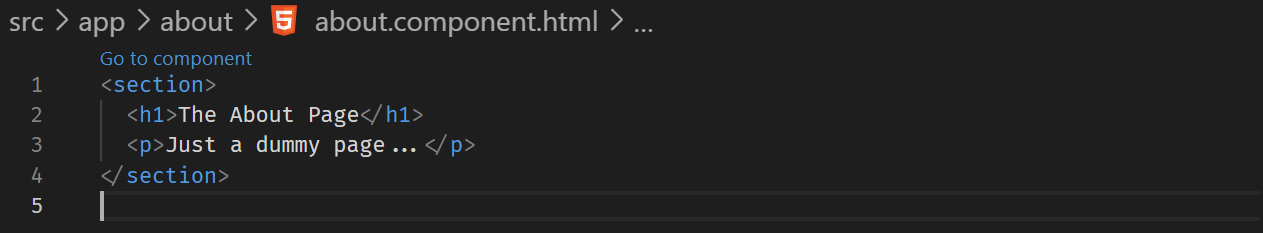 src > app > about > about.component.html > ...
Go to component
1 <section>
2 <h1>The About Page</h1>
3 <p>Just a dummy page...</p>
4 </section>
5